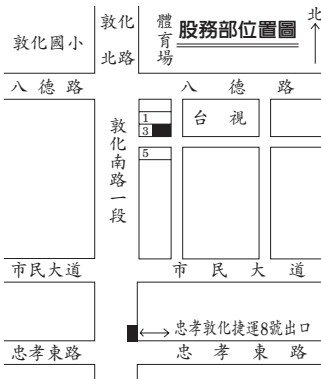 股務部位置圖
北
敦化國小
敦化
北路
體育場
八德路
八德路
敦化南路一段
1
3
5
台視
市民大道
市民大道
忠孝敦化捷運8號出口
忠孝東路
忠孝東路